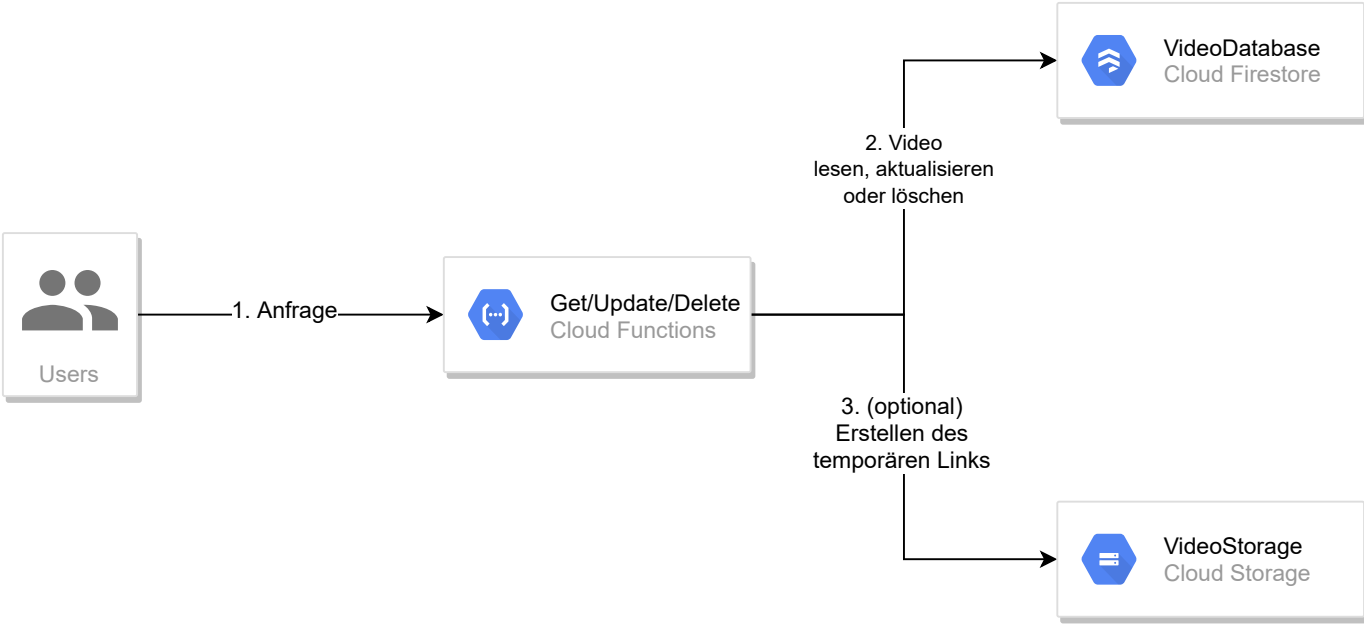 VideoDatabase
Cloud Firestore
2. Video
lesen, aktualisieren
oder löschen
Users
1. Anfrage
Get/Update/Delete
Cloud Functions
3. (optional)
Erstellen des
temporären Links
VideoStorage
Cloud Storage